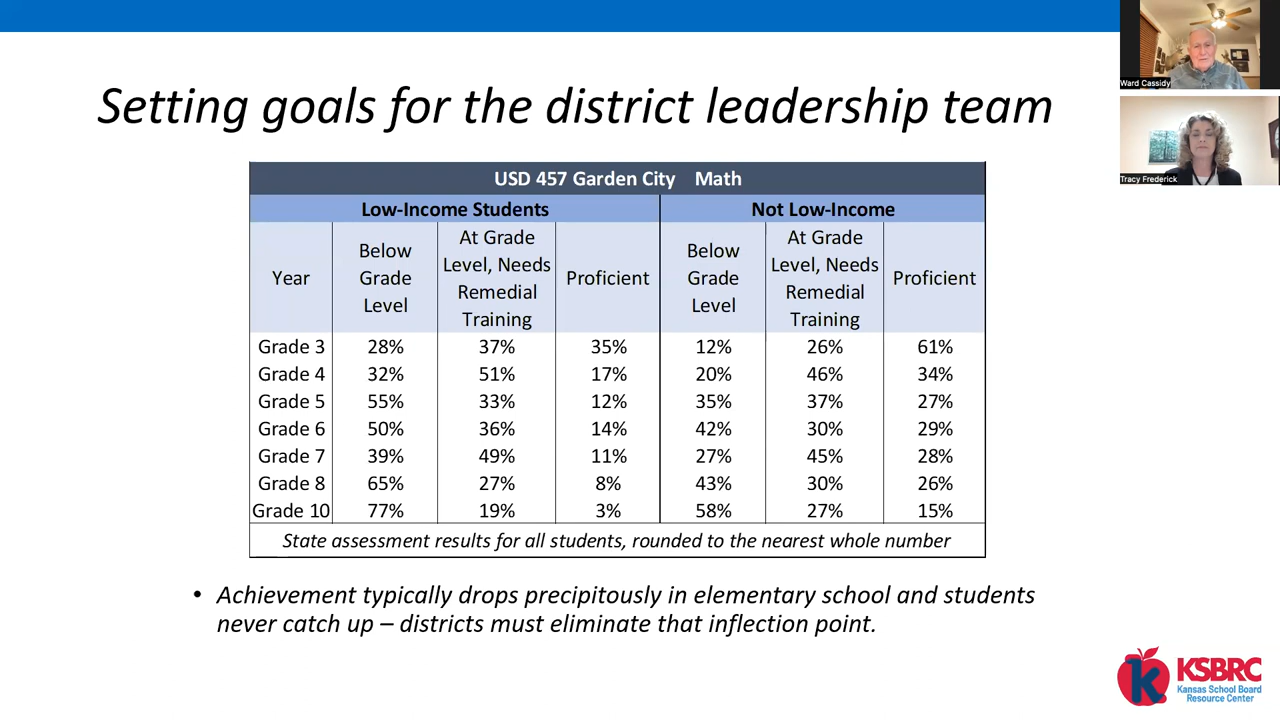 Setting goals for the district leadership team
USD 457 Garden City Math
Low-Income Students Not Low-Income
Year Below Grade Level At Grade Level, Needs Remedial Training Proficient Below Grade Level At Grade Level, Needs Remedial Training Proficient
Grade 3 28% 37% 35% 12% 26% 61%
Grade 4 32% 51% 17% 20% 46% 34%
Grade 5 55% 33% 12% 35% 37% 27%
Grade 6 50% 36% 14% 42% 30% 29%
Grade 7 39% 49% 11% 27% 45% 28%
Grade 8 65% 27% 8% 43% 30% 26%
Grade 10 77% 19% 3% 58% 27% 15%
State assessment results for all students, rounded to the nearest whole number
• Achievement typically drops precipitously in elementary school and students
never catch up – districts must eliminate that inflection point.
Ward Cassidy
Tracy Frederick
k KSBRC
Kansas School Board
Resource Center